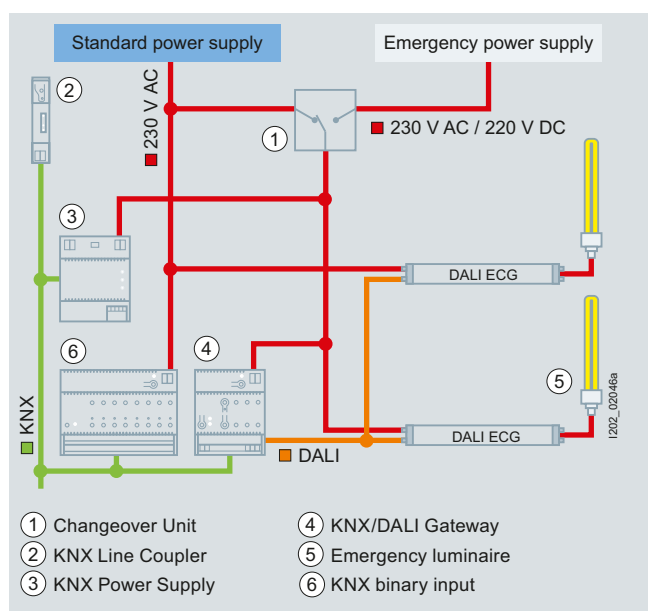 Standard power supply
Emergency power supply
2
230 V AC
1
230 V AC / 220 V DC
3
DALI ECG
6
4
5
I202_02046a
KNX
DALI ECG
DALI
1 Changeover Unit
2 KNX Line Coupler
3 KNX Power Supply
4 KNX/DALI Gateway
5 Emergency luminaire
6 KNX binary input